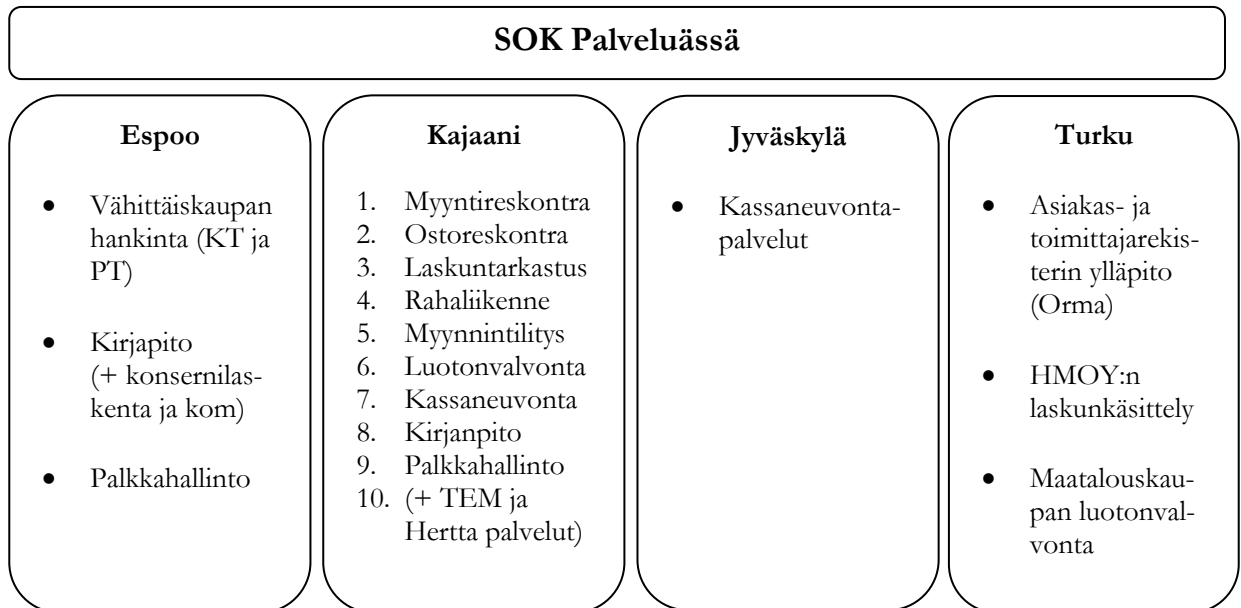 SOK Palveluässä
Espoo
• Vähittäiskaupan
hankinta (KT ja
PT)
• Kirjapito
(+ konsernilas-
kenta ja kom)
• Palkkahallinto
Kajaani
1. Myyntireskontra
2. Ostoreskontra
3. Laskuntarkastus
4. Rahaliikenne
5. Myynnintilitys
6. Luotonvalvonta
7. Kassaneuvonta
8. Kirjanpito
9. Palkkahallinto
10. (+ TEM ja
Hertta palvelut)
Jyväskylä
• Kassaneuvonta-
palvelut
Turku
• Asiakas- ja
toimittajarekis-
terin ylläpito
(Orma)
• HMOY:n
laskunkäsittely
• Maatalouskau-
pan luotonval-
vonta